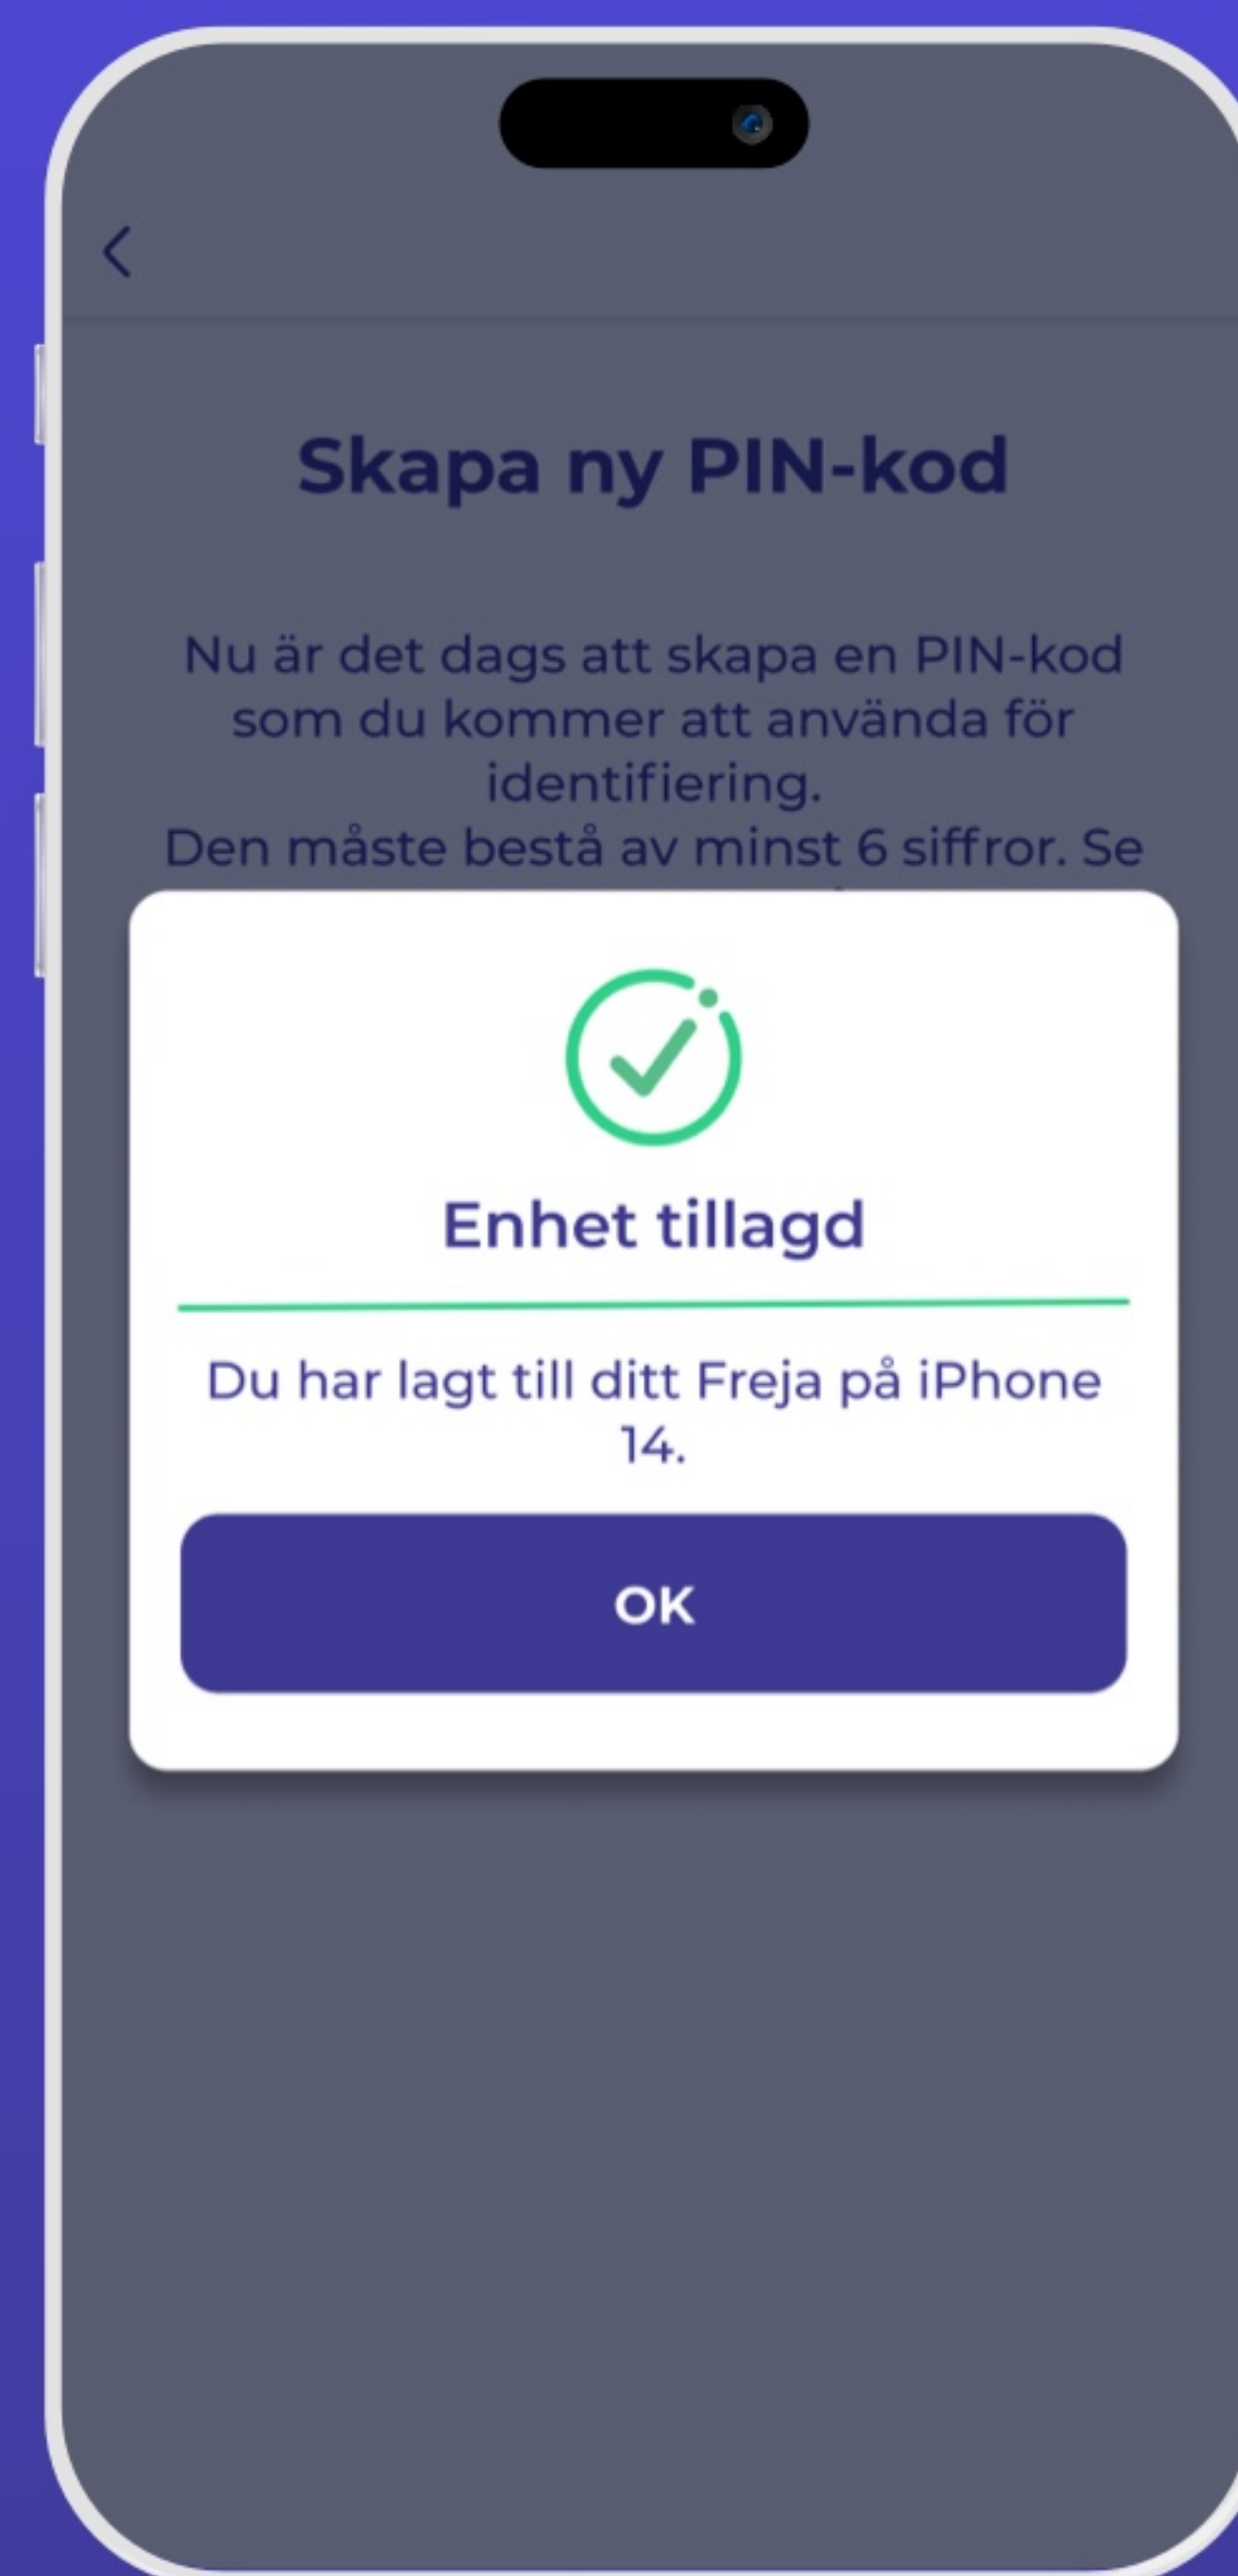 Skapa ny PIN-kod
Nu är det dags att skapa en PIN-kod
som du kommer att använda för
identifiering.
Den måste bestå av minst 6 siffror. Se
Enhet tillagd
Du har lagt till ditt Freja på iPhone
14.
OK